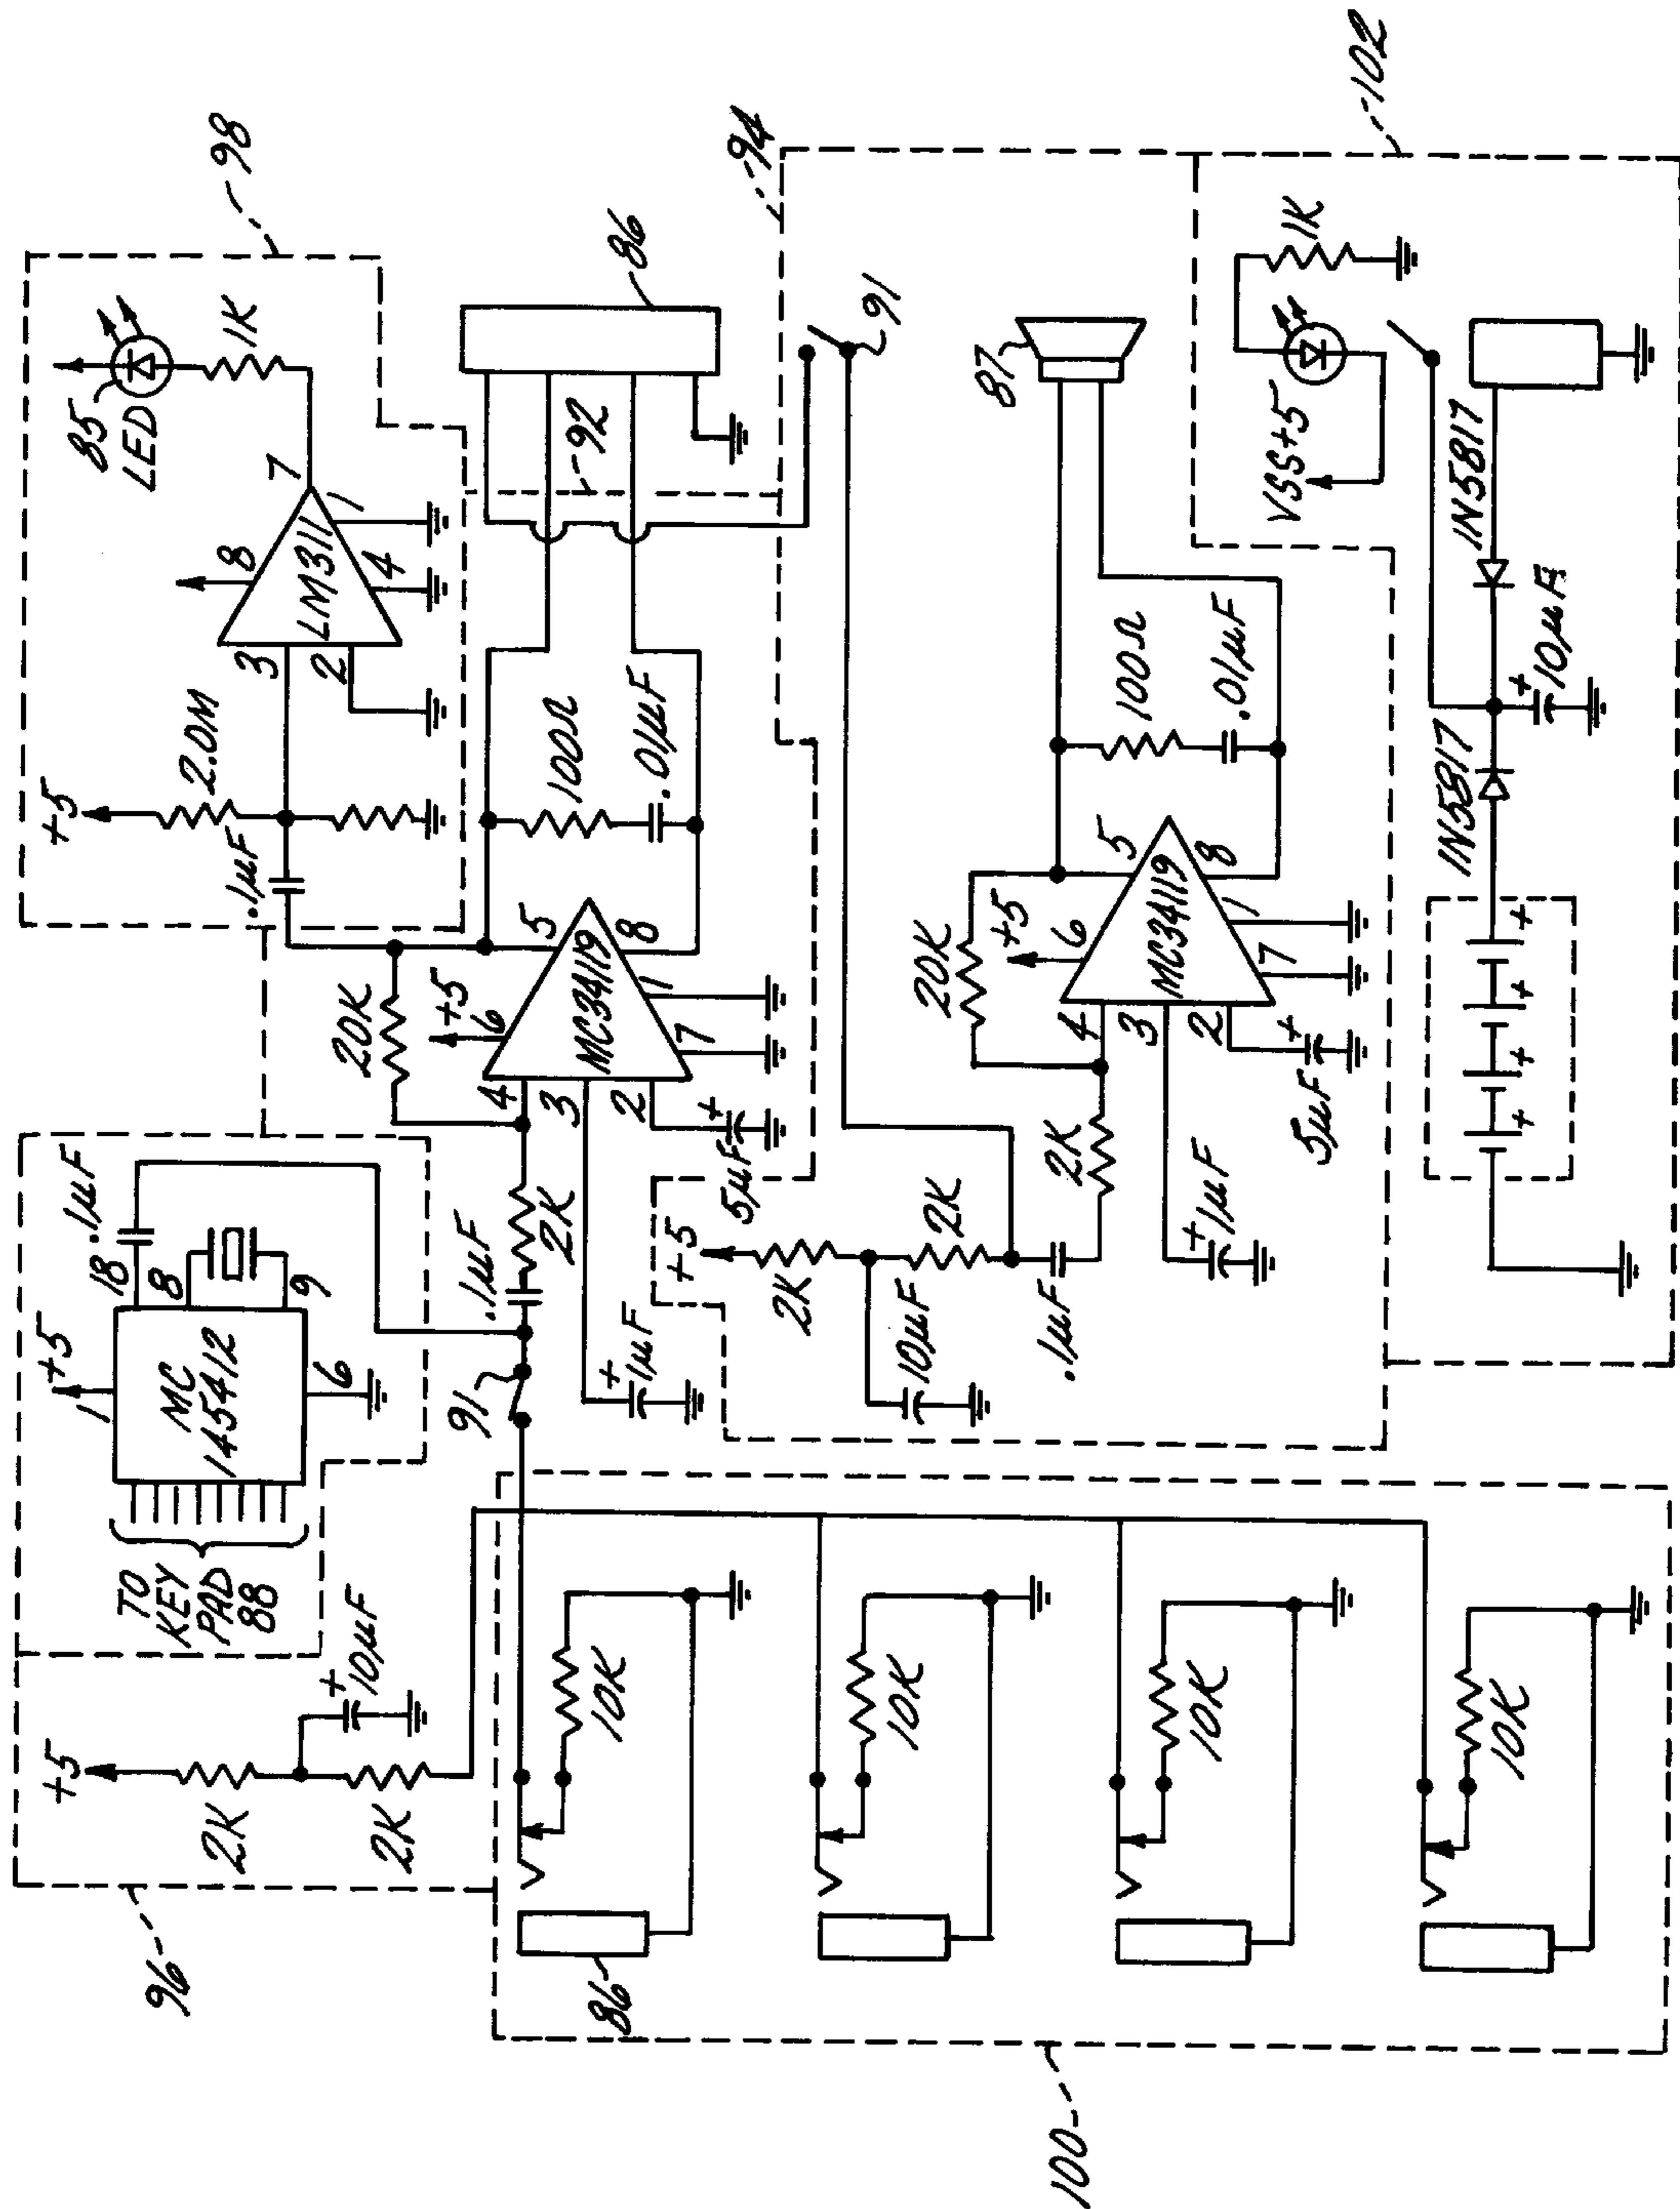 98
85
LED
1K
7
8
LM311
1
4
3
2
+5
2.0M
.1µF
86
92
94
91
100Ω
.01µF
5
8
MC34119
1
7
+5
6
20K
4
3
2
5µF
+
.1µF
2K
+
1µF
91
.1µF
18
8
9
+5
1
MC
145412
6
TO
KEY
PAD
88
+
10µF
+5
2K
2K
96
87
100Ω
.01µF
5
8
MC34119
1
7
+5
6
20K
4
3
2
+
5µF
2K
+
1µF
+5
2K
2K
10µF
.1µF
102
1K
VSS+5
1N5817
1N5817
+
10µF
+
+
+
+
10K
10K
10K
10K
86
100